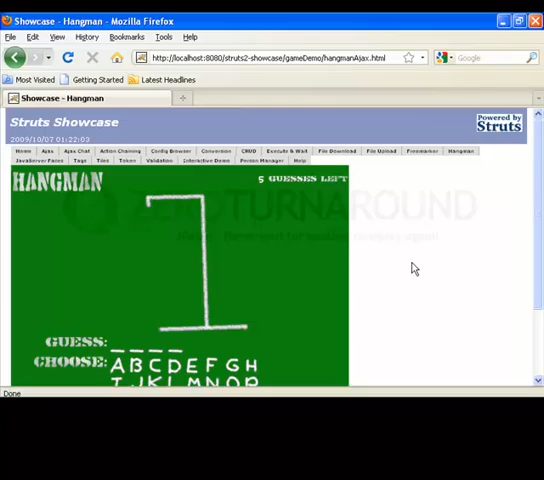 Showcase - Hangman - Mozilla Firefox
File Edit View History Bookmarks Tools Help
http://localhost:8080/struts2-showcase/gameDemo/hangmanAjax.html
Google
Most Visited Getting Started Latest Headlines
Showcase - Hangman
Struts Showcase
Powered by
Struts
2009/10/07 01:22:03
Home Ajax Ajax Chat Action Chaining Config Browser Conversion CRUD Execute & Wait File Download File Upload Freemarker Hangman
JavaServer Faces Tags Tiles Token Validation Interactive Demo Person Manager Help
HANGMAN
5 GUESSES LEFT
ZEROTURNAROUND
GUESS:
CHOOSE: A B C D E F G H
I J K L M N O P
Done